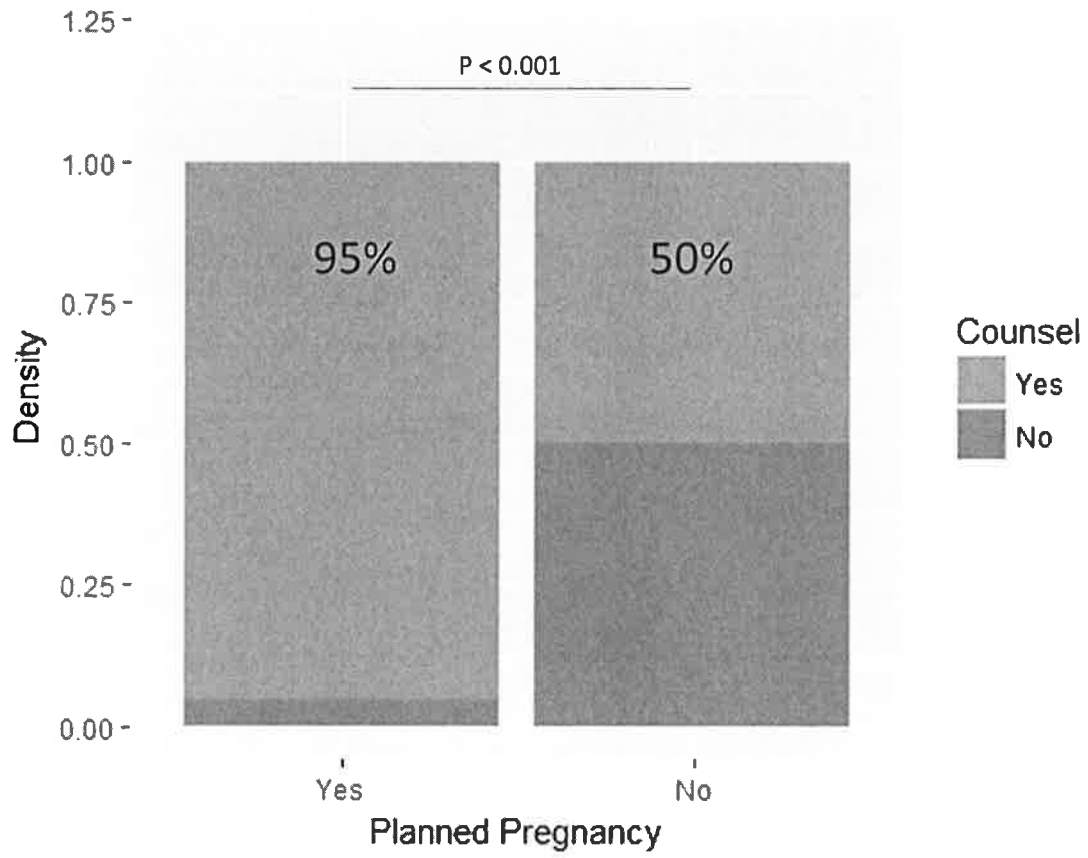 1.25
P < 0.001
1.00
95%
50%
0.75
Density
Counsel
Yes
No
0.50
0.25
0.00
Yes
No
Planned Pregnancy